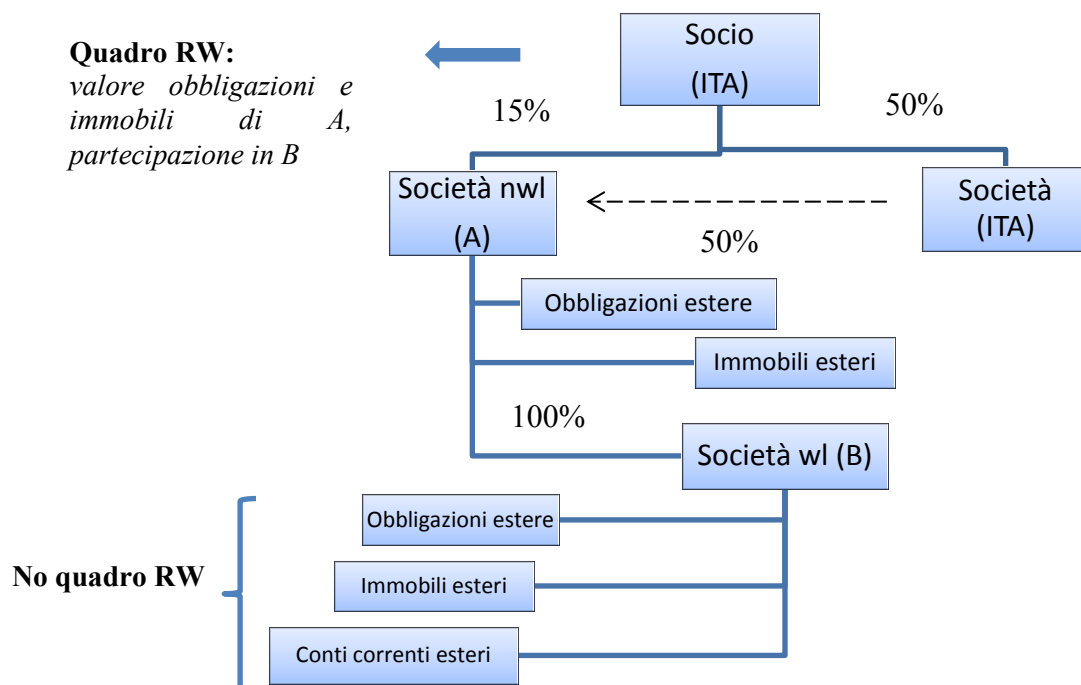 Quadro RW:
valore obbligazioni e
immobili di A,
partecipazione in B
Socio
(ITA)
15%
50%
Società nwl
(A)
Società
(ITA)
50%
Obbligazioni estere
Immobili esteri
100%
Società wl (B)
Obbligazioni estere
No quadro RW
Immobili esteri
Conti correnti esteri